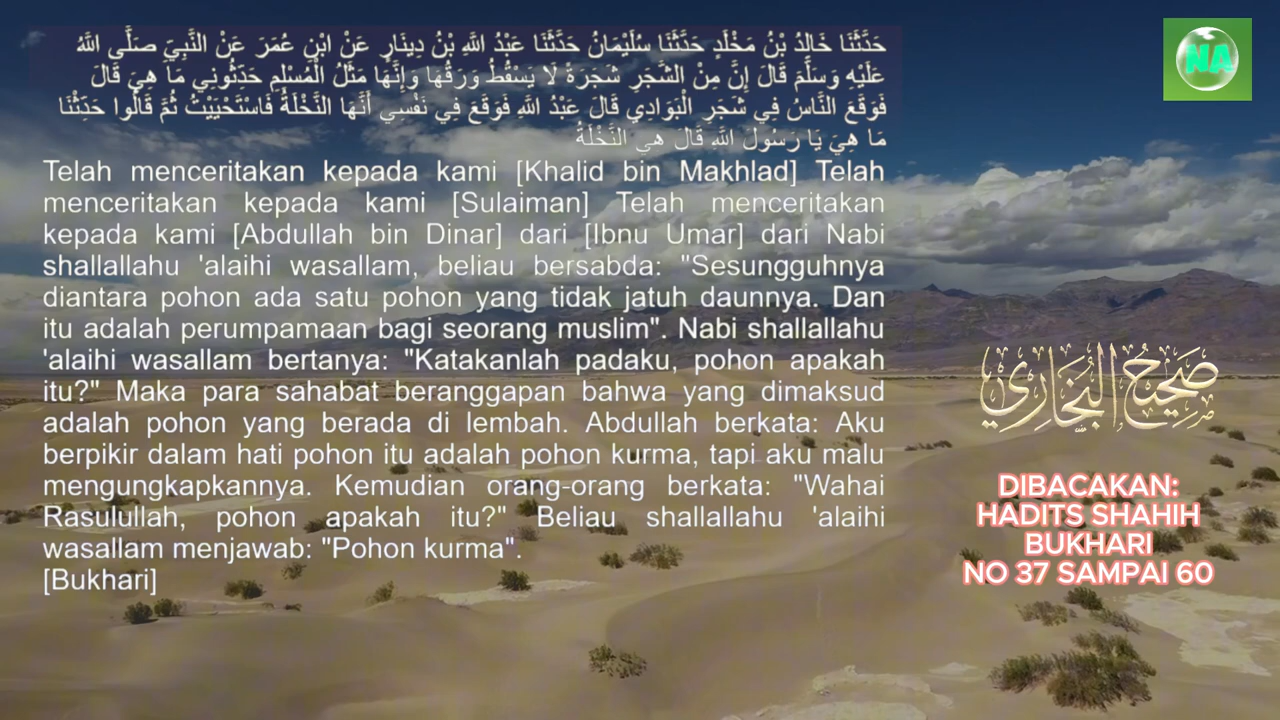 حَدَّثَنَا خَالِدُ بْنُ مَخْلَدٍ حَدَّثَنَا سُلَيْمَانُ حَدَّثَنَا عَبْدُ اللَّهِ بْنُ دِينَارٍ عَنْ ابْنِ عُمَرَ عَنْ النَّبِيِّ صَلَّى اللَّهُ
عَلَيْهِ وَسَلَّمَ قَالَ إِنَّ مِنْ الشَّجَرِ شَجَرَةً لَا يَسْقُطُ وَرَقُهَا وَإِنَّهَا مَثَلُ الْمُسْلِمِ حَدِّثُونِي مَا هِيَ قَالَ
فَوَقَعَ النَّاسُ فِي شَجَرِ الْبَوَادِي قَالَ عَبْدُ اللَّهِ فَوَقَعَ فِي نَفْسِي أَنَّهَا النَّخْلَةُ فَاسْتَحْيَيْتُ ثُمَّ قَالُوا حَدِّثْنَا
مَا هِيَ يَا رَسُولَ اللَّهِ قَالَ هِيَ النَّخْلَةُ
Telah menceritakan kepada kami [Khalid bin Makhlad] Telah
menceritakan kepada kami [Sulaiman] Telah menceritakan
kepada kami [Abdullah bin Dinar] dari [Ibnu Umar] dari Nabi
shallallahu 'alaihi wasallam, beliau bersabda: "Sesungguhnya
diantara pohon ada satu pohon yang tidak jatuh daunnya. Dan
itu adalah perumpamaan bagi seorang muslim". Nabi shallallahu
'alaihi wasallam bertanya: "Katakanlah padaku, pohon apakah
itu?" Maka para sahabat beranggapan bahwa yang dimaksud
adalah pohon yang berada di lembah. Abdullah berkata: Aku
berpikir dalam hati pohon itu adalah pohon kurma, tapi aku malu
mengungkapkannya. Kemudian orang-orang berkata: "Wahai
Rasulullah, pohon apakah itu?" Beliau shallallahu 'alaihi
wasallam menjawab: "Pohon kurma".
[Bukhari]
NA
صَحِيحُ الْبُخَارِي
DIBACAKAN:
HADITS SHAHIH
BUKHARI
NO 37 SAMPAI 60